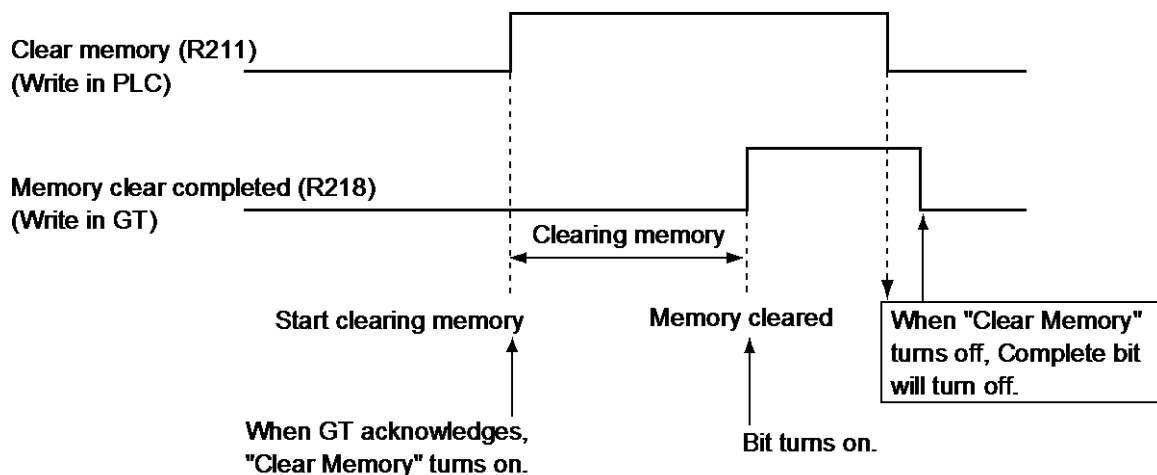 Clear memory (R211)
(Write in PLC)
Memory clear completed (R218)
(Write in GT)
Clearing memory
Start clearing memory
Memory cleared
When "Clear Memory"
turns off, Complete bit
will turn off.
When GT acknowledges,
"Clear Memory" turns on.
Bit turns on.